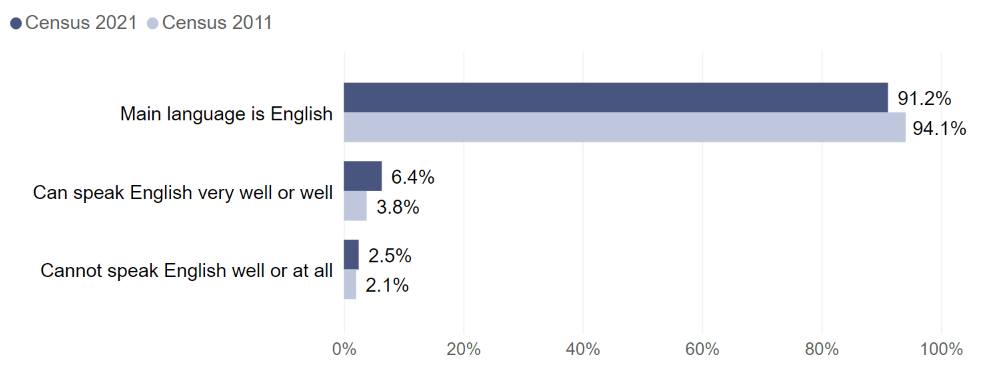 Census 2021 Census 2011
Main language is English 91.2%
94.1%
Can speak English very well or well 6.4%
3.8%
Cannot speak English well or at all 2.5%
2.1%
0% 20% 40% 60% 80% 100%